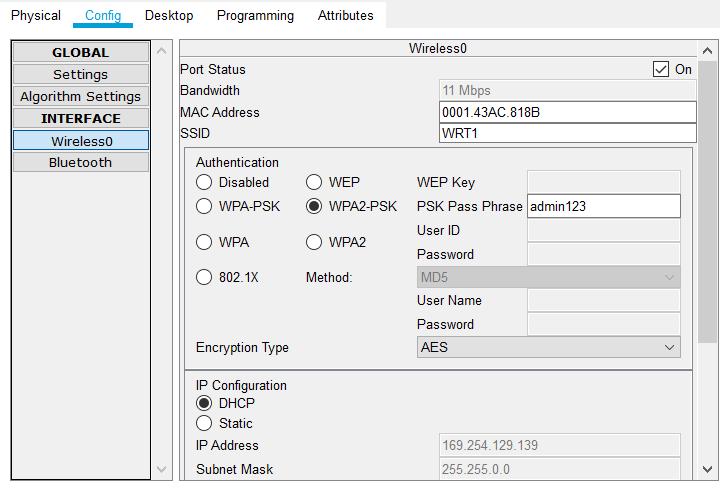 Physical Config Desktop Programming Attributes
GLOBAL
Settings
Algorithm Settings
INTERFACE
Wireless0
Bluetooth
Wireless0
Port Status On
Bandwidth 11 Mbps
MAC Address 0001.43AC.818B
SSID WRT1
Authentication
Disabled WEP WEP Key
WPA-PSK WPA2-PSK PSK Pass Phrase admin123
User ID
WPA WPA2
Password
802.1X Method: MD5
User Name
Password
Encryption Type AES
IP Configuration
DHCP
Static
IP Address 169.254.129.139
Subnet Mask 255.255.0.0